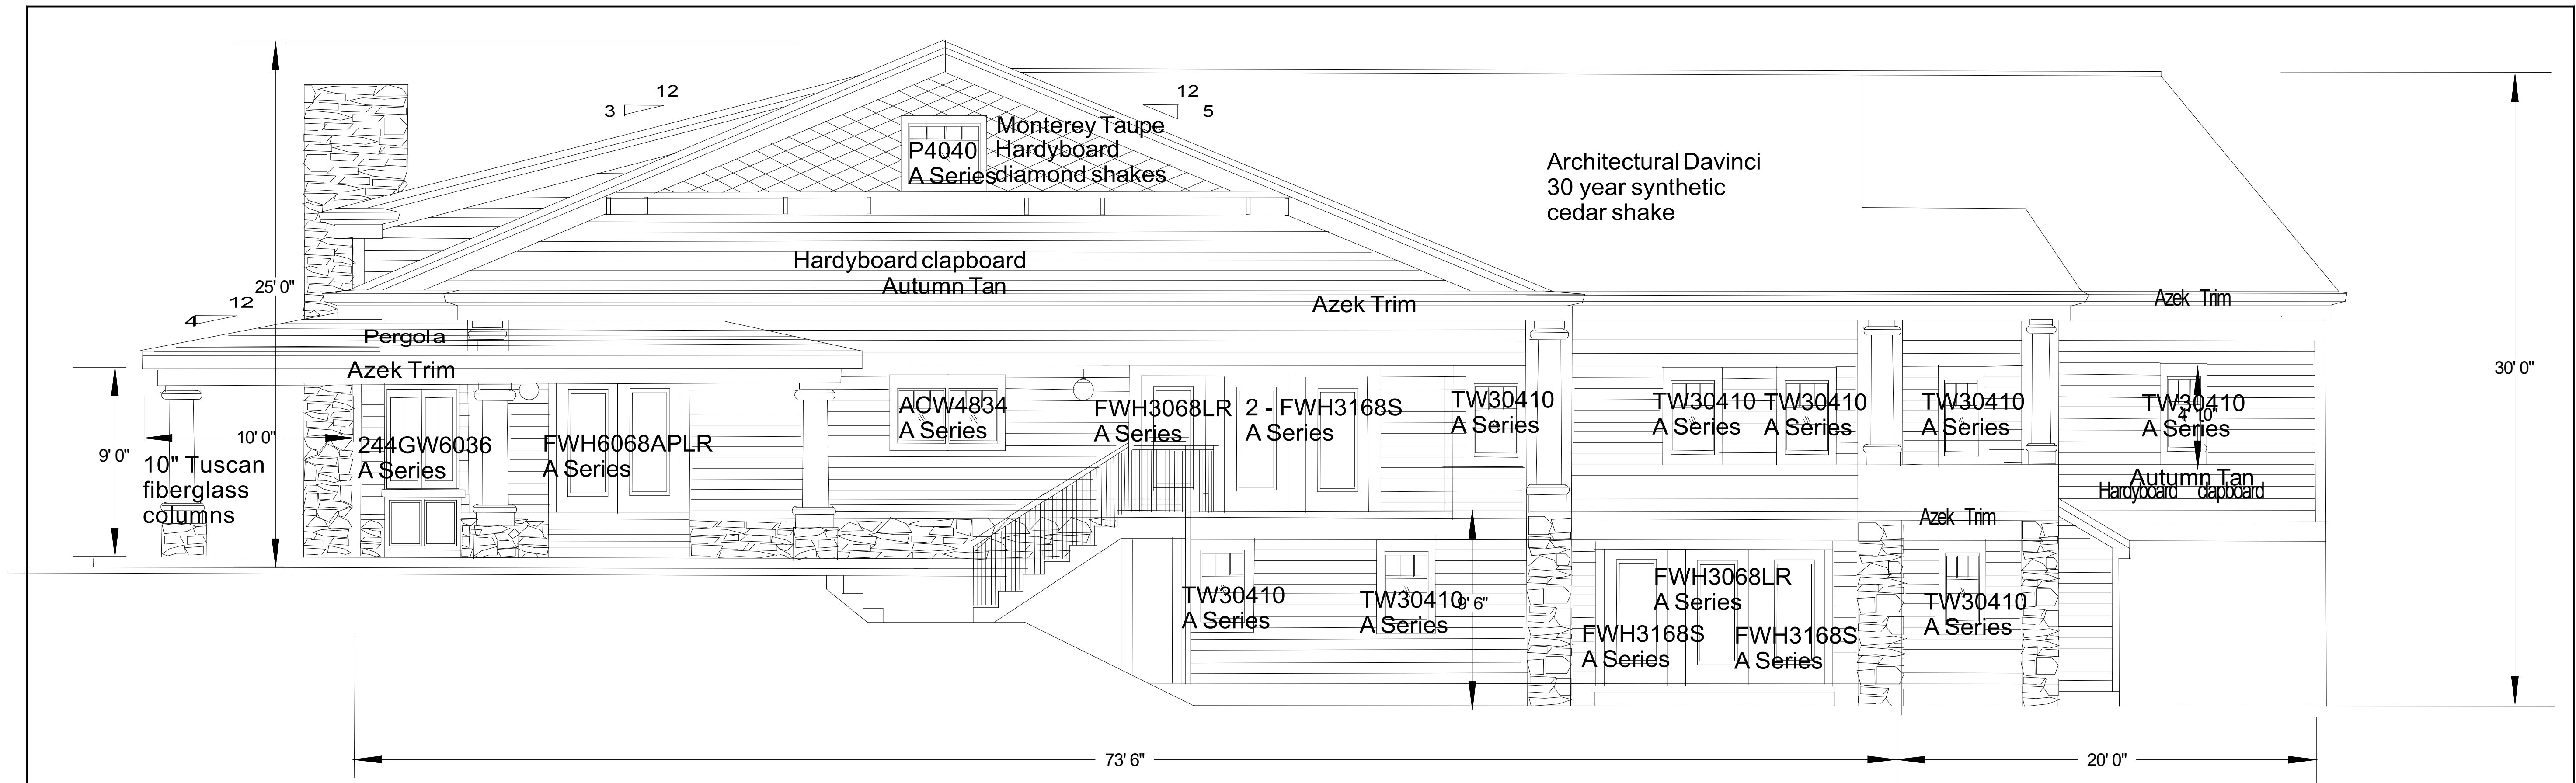 12
3
12
5
Monterey Taupe
Hardyboard
diamond shakes
P4040
A Series
Architectural Davinci
30 year synthetic
cedar shake
Hardyboard clapboard
Autumn Tan
Azek Trim
Azek Trim
25' 0"
12
4
Pergola
Azek Trim
30' 0"
9' 0"
10' 0"
10" Tuscan
fiberglass
columns
244GW6036
A Series
FWH6068APLR
A Series
ACW4834
A Series
FWH3068LR
A Series
2 - FWH3168S
A Series
TW30410
A Series
TW30410
A Series
TW30410
A Series
TW30410
A Series
TW30410
A Series
4' 10"
Autumn Tan
Hardyboard clapboard
Azek Trim
TW30410
A Series
TW30410
A Series
9' 6"
FWH3068LR
A Series
FWH3168S
A Series
FWH3168S
A Series
TW30410
A Series
73' 6"
20' 0"